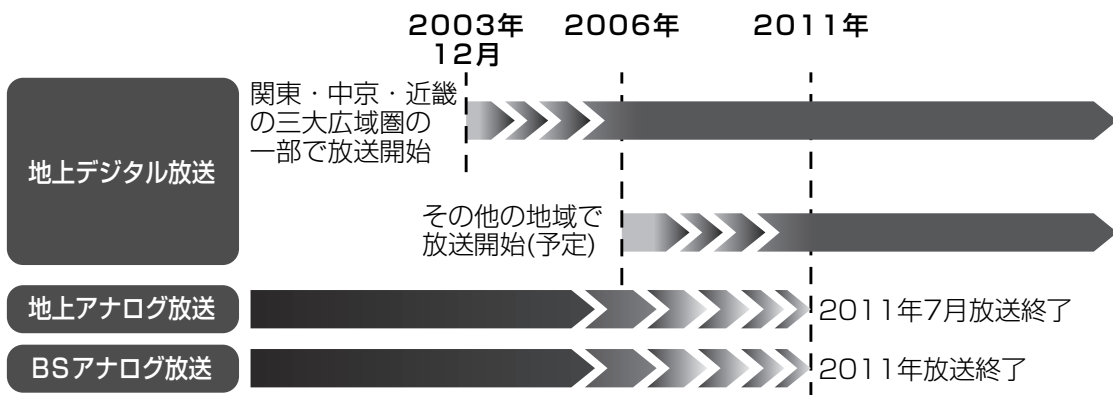 2003年
12月
2006年
2011年
地上デジタル放送
関東・中京・近畿
の三大広域圏の
一部で放送開始
その他の地域で
放送開始(予定)
地上アナログ放送
2011年7月放送終了
BSアナログ放送
2011年放送終了